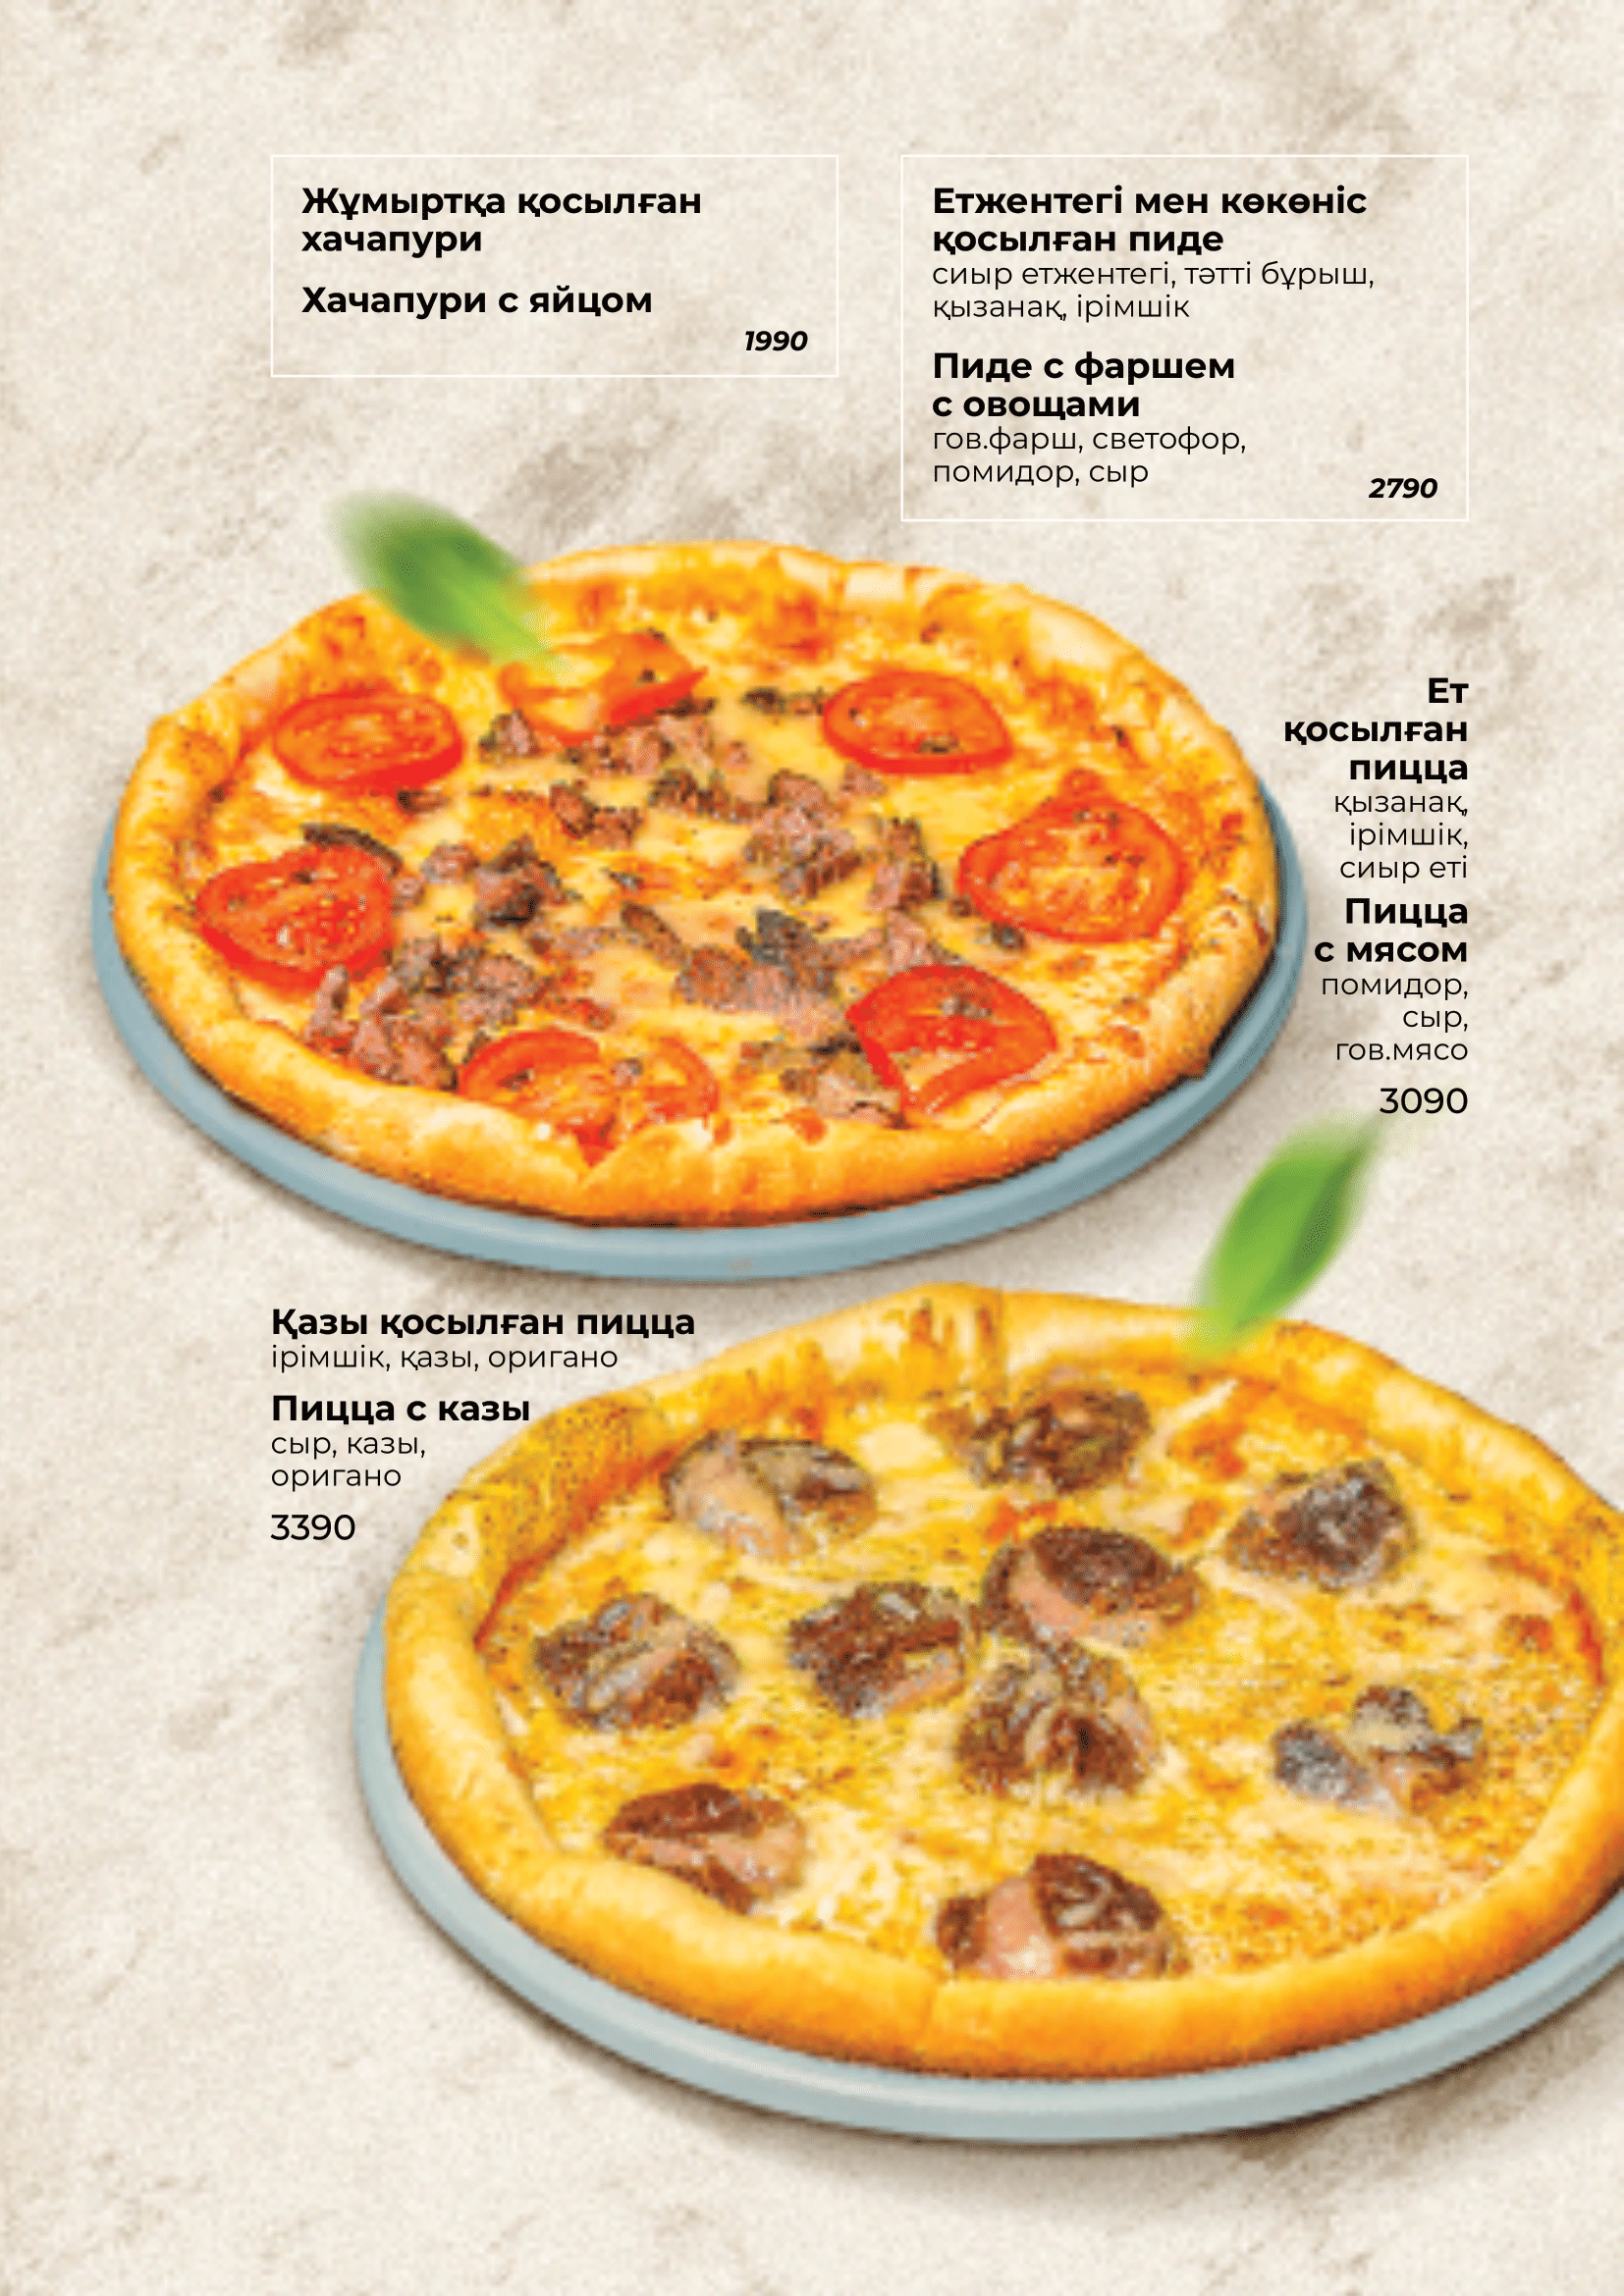 Жұмыртқа қосылған
хачапури
Хачапури с яйцом
1990
Етжентегі мен көкөніс
қосылған пиде
сиыр етжентегі, тәтті бұрыш,
қызанақ, ірімшік
Пиде с фаршем
с овощами
гов.фарш, светофор,
помидор, сыр
2790
Ет
қосылған
пицца
қызанақ,
ірімшік,
сиыр еті
Пицца
с мясом
помидор,
сыр,
гов.мясо
3090
Қазы қосылған пицца
ірімшік, қазы, оригано
Пицца с казы
сыр, казы,
оригано
3390